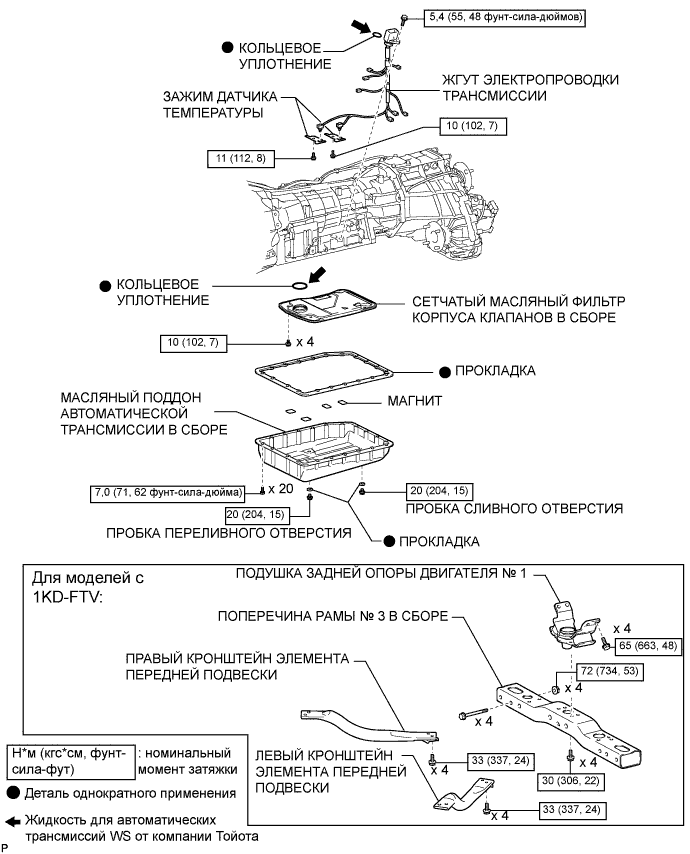 5,4 (55, 48 фунт-сила-дюймов)
КОЛЬЦЕВОЕ
УПЛОТНЕНИЕ
ЖГУТ ЭЛЕКТРОПРОВОДКИ
ТРАНСМИССИИ
ЗАЖИМ ДАТЧИКА
ТЕМПЕРАТУРЫ
10 (102, 7)
11 (112, 8)
КОЛЬЦЕВОЕ
УПЛОТНЕНИЕ
СЕТЧАТЫЙ МАСЛЯНЫЙ ФИЛЬТР
КОРПУСА КЛАПАНОВ В СБОРЕ
10 (102, 7)
x 4
ПРОКЛАДКА
МАСЛЯНЫЙ ПОДДОН
АВТОМАТИЧЕСКОЙ
ТРАНСМИССИИ В СБОРЕ
МАГНИТ
7,0 (71, 62 фунт-сила-дюйма)
x 20
20 (204, 15)
20 (204, 15)
ПРОБКА СЛИВНОГО ОТВЕРСТИЯ
ПРОБКА ПЕРЕЛИВНОГО ОТВЕРСТИЯ
ПРОКЛАДКА
Для моделей с
1KD-FTV:
ПОДУШКА ЗАДНЕЙ ОПОРЫ ДВИГАТЕЛЯ № 1
ПОПЕРЕЧИНА РАМЫ № 3 В СБОРЕ
x 4
65 (663, 48)
ПРАВЫЙ КРОНШТЕЙН ЭЛЕМЕНТА
ПЕРЕДНЕЙ ПОДВЕСКИ
72 (734, 53)
x 4
x 4
Н*м (кгс*см, фунт-
сила-фут)
: номинальный
момент затяжки
ЛЕВЫЙ КРОНШТЕЙН
ЭЛЕМЕНТА ПЕРЕДНЕЙ
ПОДВЕСКИ
x 4
33 (337, 24)
x 4
30 (306, 22)
x 4
33 (337, 24)
Деталь однократного применения
Жидкость для автоматических
трансмиссий WS от компании Тойота
P